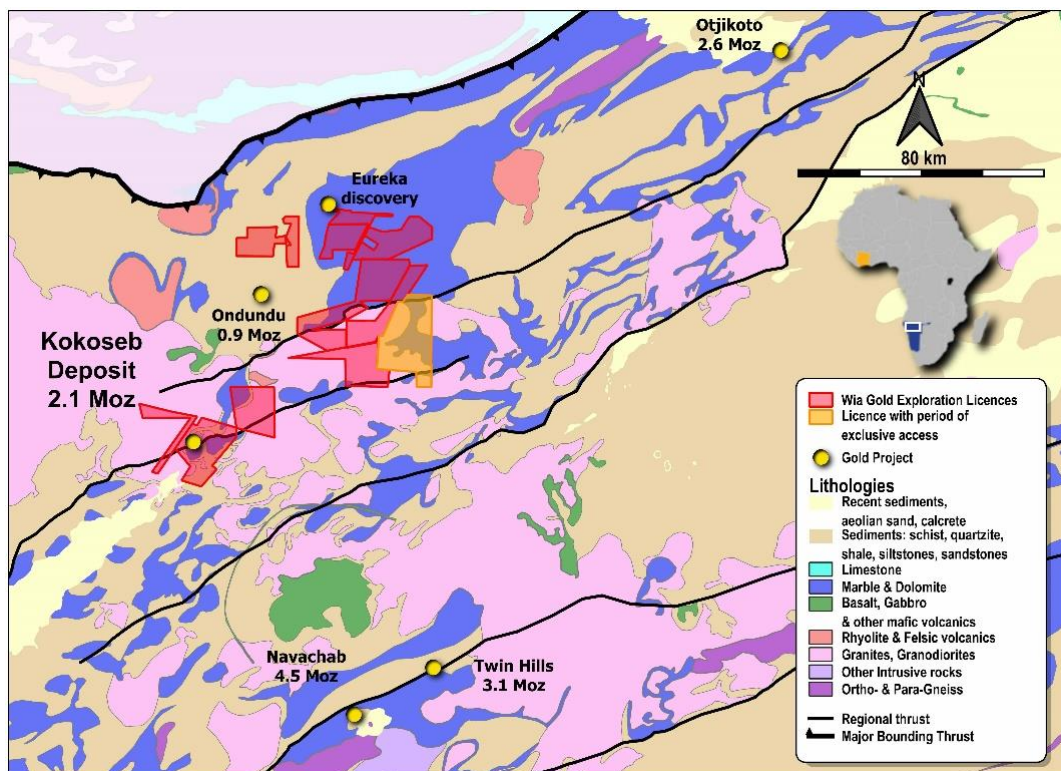 Otjikoto
2.6 Moz
N
80 km
Eureka
discovery
Ondundu
0.9 Moz
Kokoseb
Deposit
2.1 Moz
Navachab
4.5 Moz
Twin Hills
3.1 Moz
Wia Gold Exploration Licences
Licence with period of
exclusive access
Gold Project
Lithologies
Recent sediments,
aeolian sand, calcrete
Sediments: schist, quartzite,
shale, siltstones, sandstones
Limestone
Marble & Dolomite
Basalt, Gabbro
& other mafic volcanics
Rhyolite & Felsic volcanics
Granites, Granodiorites
Other Intrusive rocks
Ortho- & Para-Gneiss
Regional thrust
Major Bounding Thrust